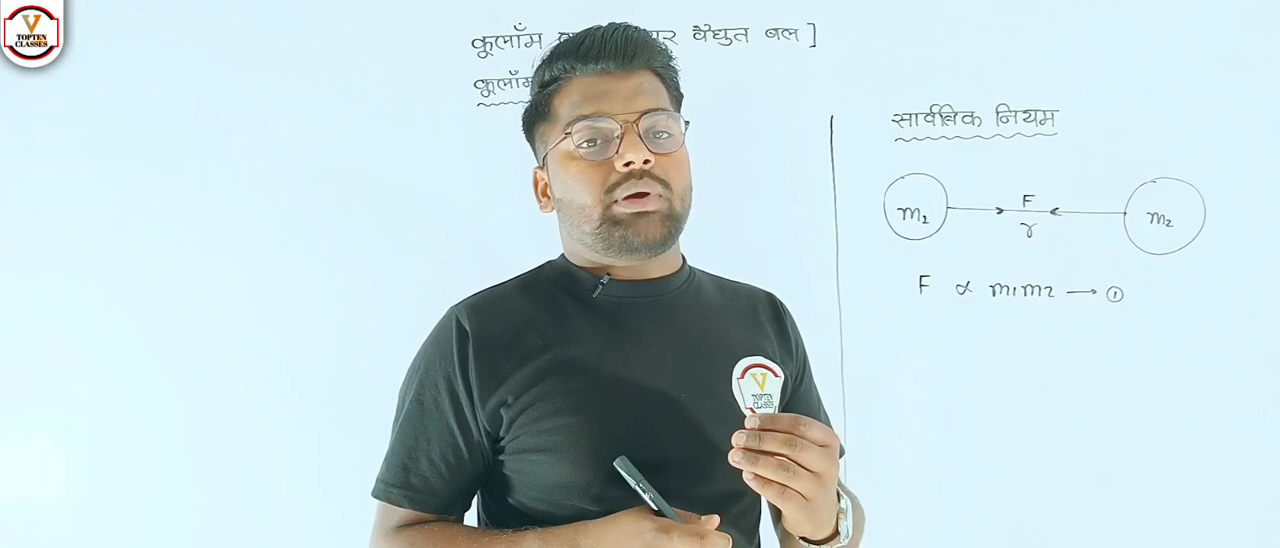 V
TOPTEN
CLASSES
कूलॉम वैद्युत बल ]
कूलॉम
सार्वत्रिक नियम
m₁ F m₂
r
F ∝ m₁m₂ → ①
V
TOPTEN
CLASSES